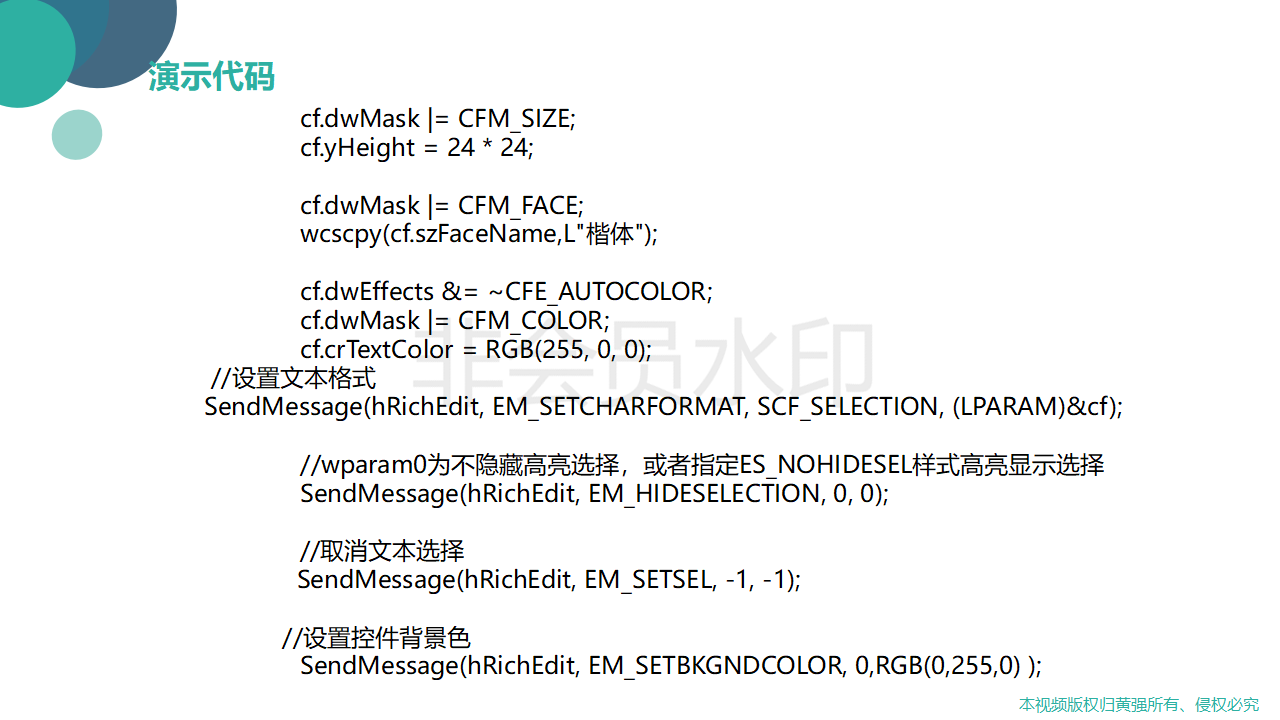 演示代码
cf.dwMask |= CFM_SIZE;
cf.yHeight = 24 * 24;
cf.dwMask |= CFM_FACE;
wcscpy(cf.szFaceName,L"楷体");
cf.dwEffects &= ~CFE_AUTOCOLOR;
cf.dwMask |= CFM_COLOR;
cf.crTextColor = RGB(255, 0, 0);
非会员水印
//设置文本格式
SendMessage(hRichEdit, EM_SETCHARFORMAT, SCF_SELECTION, (LPARAM)&cf);
//wparam0为不隐藏高亮选择，或者指定ES_NOHIDESEL样式高亮显示选择
SendMessage(hRichEdit, EM_HIDESELECTION, 0, 0);
//取消文本选择
SendMessage(hRichEdit, EM_SETSEL, -1, -1);
//设置控件背景色
SendMessage(hRichEdit, EM_SETBKGNDCOLOR, 0,RGB(0,255,0) );
本视频版权归黄强所有、侵权必究